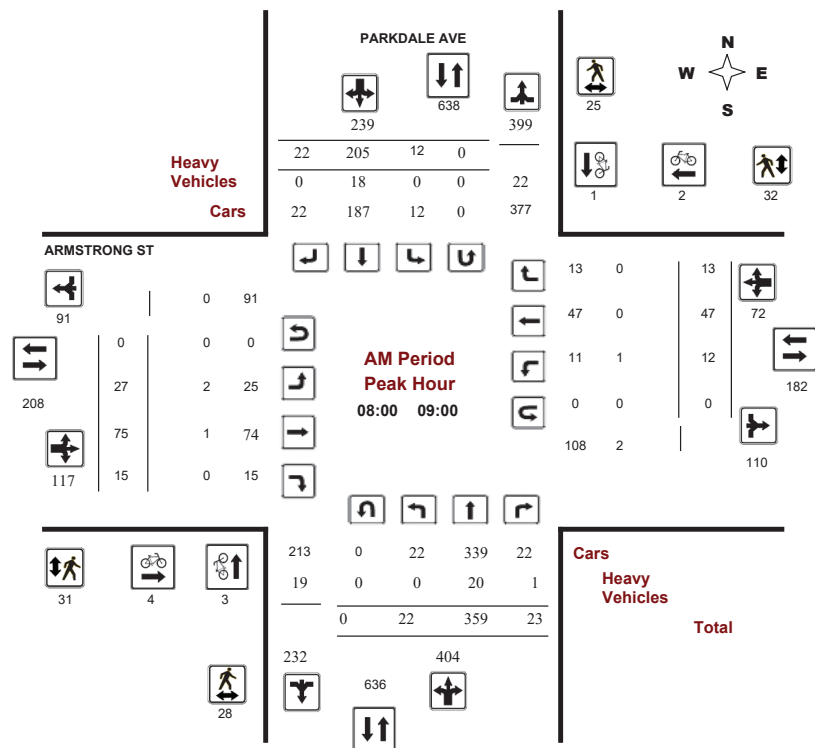 PARKDALE AVE
N
W E
S
638
25
239 399
Heavy
Vehicles
Cars
22 205 12 0
0 18 0 0 22
22 187 12 0 377
1 2 32
ARMSTRONG ST
91
0 91
0 0 0
208
27 2 25
75 1 74
117
15 0 15
AM Period
Peak Hour
08:00 09:00
13 0 13
47 0 47
72
11 1 12
182
0 0 0
108 2
110
213 0 22 339 22
Cars
19 0 0 20 1
Heavy
Vehicles
0 22 359 23
Total
31 4 3
232 404
636
28